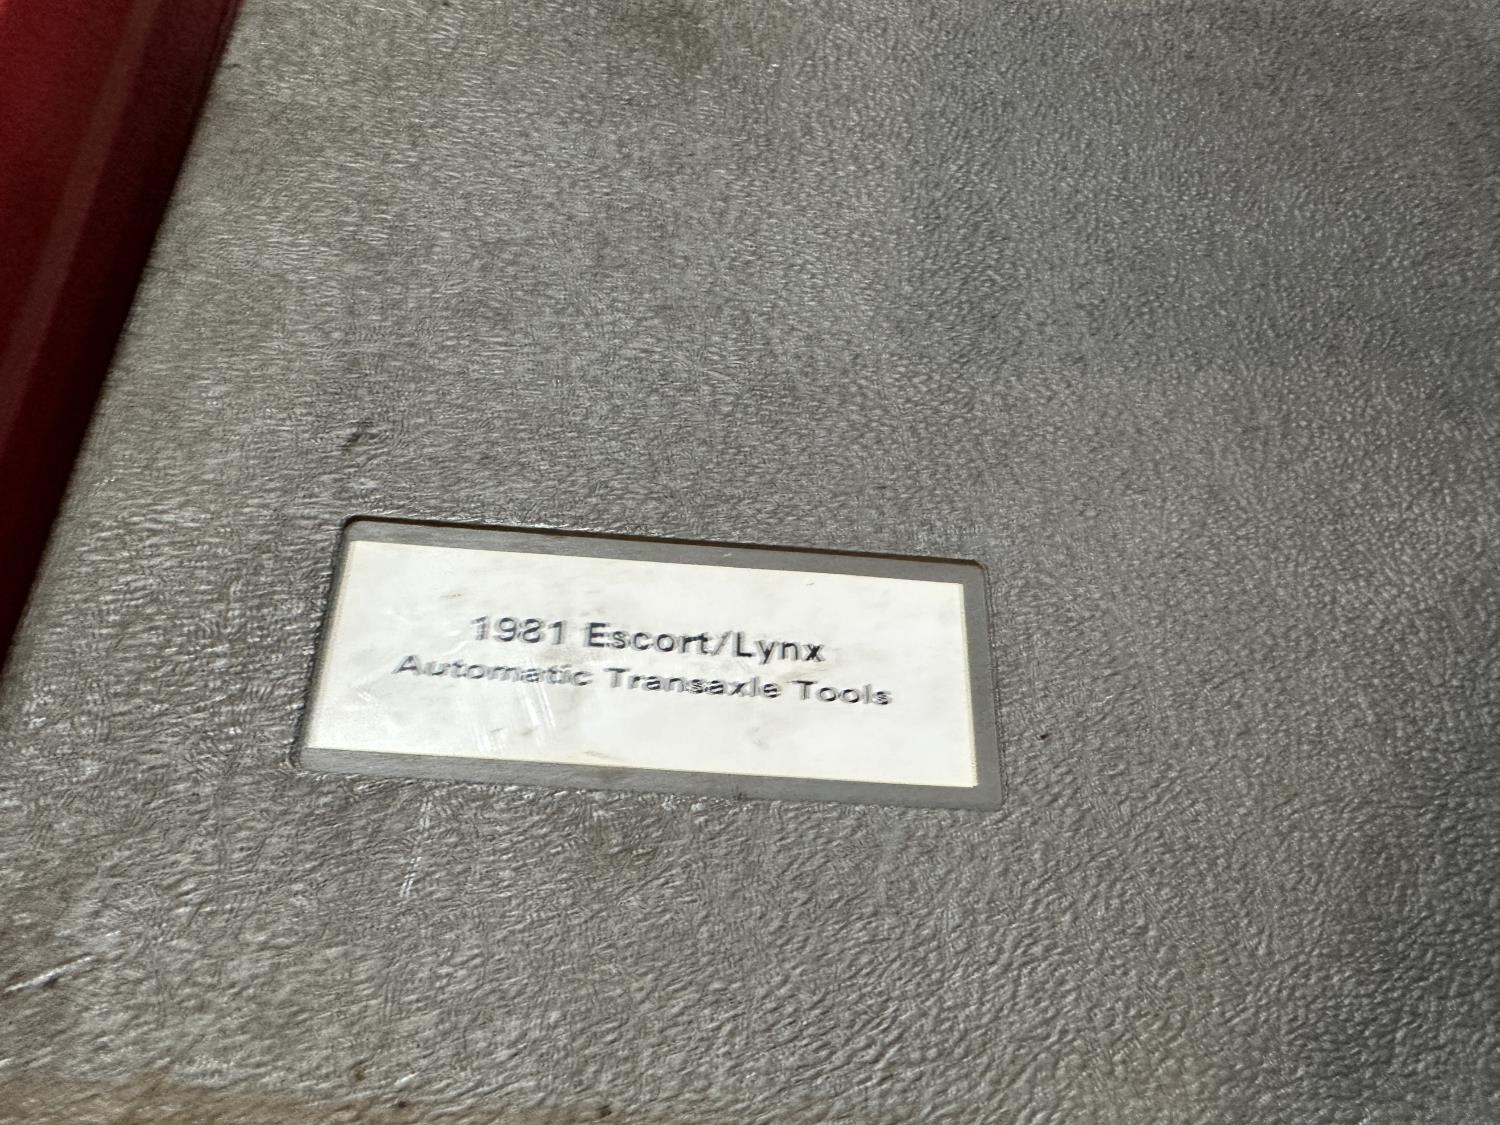 1981 Escort/Lynx
Automatic Transaxle Tools